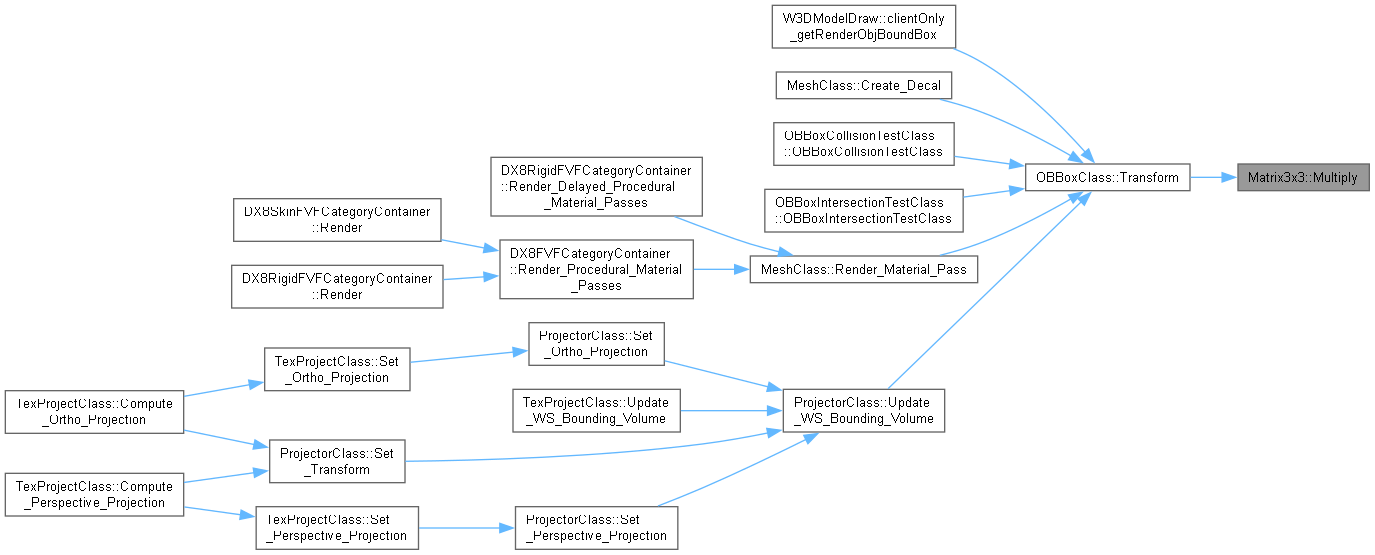 W3DModelDraw::clientOnly
_getRenderObjBoundBox
MeshClass::Create_Decal
OBBoxCollisionTestClass
::OBBoxCollisionTestClass
DX8RigidFVFCategoryContainer
::Render_Delayed_Procedural
_Material_Passes
OBBoxClass::Transform
Matrix3x3::Multiply
OBBoxIntersectionTestClass
::OBBoxIntersectionTestClass
DX8SkinFVFCategoryContainer
::Render
DX8FVFCategoryContainer
::Render_Procedural_Material
_Passes
MeshClass::Render_Material_Pass
DX8RigidFVFCategoryContainer
::Render
ProjectorClass::Set
_Ortho_Projection
TexProjectClass::Set
_Ortho_Projection
TexProjectClass::Compute
_Ortho_Projection
TexProjectClass::Update
_WS_Bounding_Volume
ProjectorClass::Update
_WS_Bounding_Volume
ProjectorClass::Set
_Transform
TexProjectClass::Compute
_Perspective_Projection
TexProjectClass::Set
_Perspective_Projection
ProjectorClass::Set
_Perspective_Projection